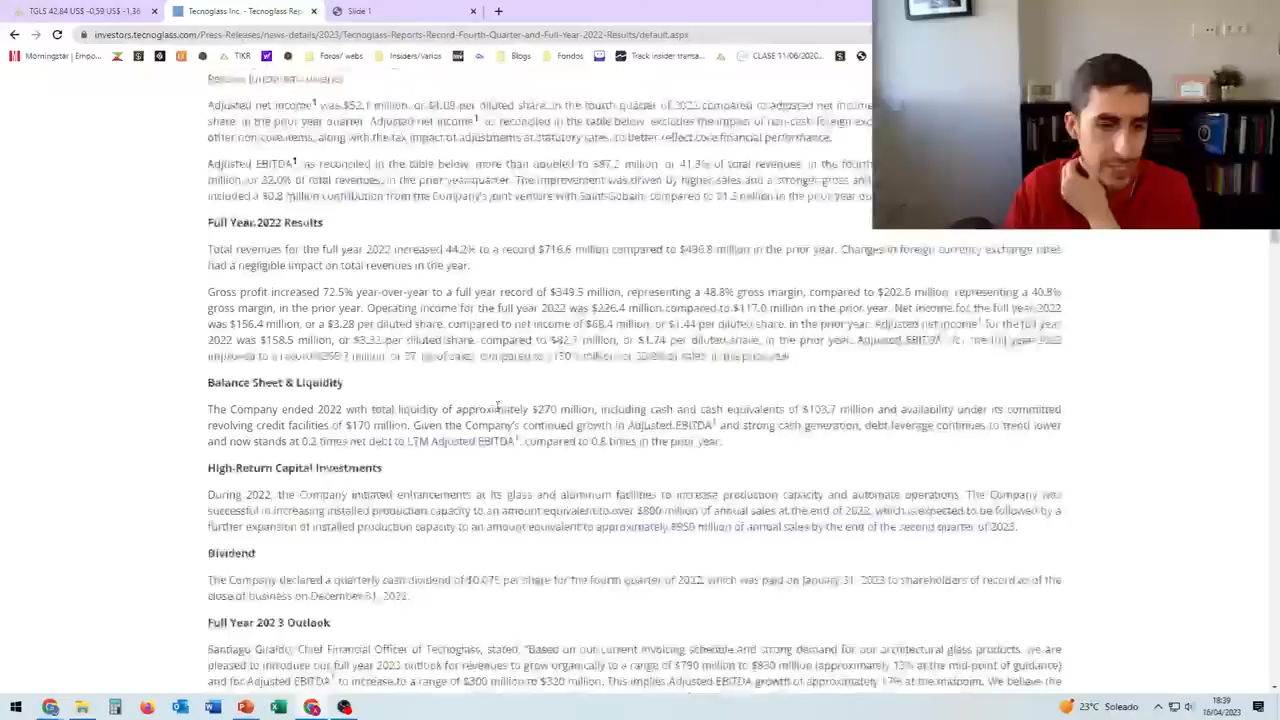 TGLS 42,84 US$ -0,59 -1,36
Tecnoglass Inc. - Tecnoglass Rep
Slide 1
investors.tecnoglass.com/Press-Releases/news-details/2023/Tecnoglass-Reports-Record-Fourth-Quarter-and-Full-Year-2022-Results/default.aspx
Morningstar | Empo... TIKR Foros/ webs Insiders/Varios Blogs Fondos Track insider transa... CLASE 11/06/2020...
Adjusted net income1 was $52.1 million, or $1.09 per diluted share in the fourth quarter of 2022 compared to adjusted net income
share, in the prior year quarter. Adjusted net income1 as reconciled in the table below excludes the impact of non-cash foreign
other non core items, along with the tax impact of adjustments at statutory rates, to better reflect core financial performance.
Adjusted EBITDA1 as reconciled in the table below, more than doubled to million, or of total revenues, in the fourth
million, or of total revenues, in the prior year quarter. The improvement was driven by higher sales and a stronger gross
included a $0.8 million contribution from the Company's joint venture with Saint-Gobain, compared to $1.3 million in the prior year
Full Year 2022 Results
Total revenues for the full year 2022 increased 44.2% to a record $716.6 million compared to $496.8 million in the prior year. Changes in foreign currency exchange rates
had a negligible impact on total revenues in the year.
Gross profit increased 72.5% year-over-year to a full year record of $349.5 million, representing a 48.8% gross margin, compared to $202.6 million, representing a 40.8%
gross margin, in the prior year. Operating income for the full year 2022 was $226.4 million compared to $117.0 million in the prior year. Net income for the full year 2022
was $156.4 million, or a $3.28 per diluted share, compared to net income of $68.4 million, or $1.44 per diluted share, in the prior year. Adjusted net income1 for the full year
2022 was $158.5 million, or $3.32 per diluted share, compared to $82.7 million, or $1.74 per diluted share, in the prior year. Adjusted EBITDA1 for the full year 2022
Balance Sheet & Liquidity
The Company ended 2022 with total liquidity of approximately $270 million, including cash and cash equivalents of $103.7 million and availability under its committed
revolving credit facilities of $170 million. Given the Company's continued growth in Adjusted EBITDA1 and strong cash generation, debt leverage continues to trend lower
and now stands at 0.2 times net debt to LTM Adjusted EBITDA1, compared to 0.8 times in the prior year.
High-Return Capital Investments
During 2022, the Company initiated enhancements at its glass and aluminum facilities to increase production capacity and automate operations. The Company was
successful in increasing installed production capacity to an amount equivalent to over $800 million of annual sales at the end of 2022, which is expected to be followed by a
further expansion of installed production capacity to an amount equivalent to approximately $950 million of annual sales by the end of the second quarter of 2023.
Dividend
The Company declared a quarterly cash dividend of $0.075 per share for the fourth quarter of 2022, which was paid on January 31, 2023 to shareholders of record as of the
close of business on December 31, 2022.
Full Year 2023 Outlook
Santiago Giraldo, Chief Financial Officer of Tecnoglass, stated, "Based on our current invoicing schedule and strong demand for our architectural glass products, we are
pleased to introduce our full year 2023 outlook for revenues to grow organically to a range of $790 million to $830 million (approximately 13% at the mid-point of guidance)
and for Adjusted EBITDA1 to increase to a range of $300 million to $320 million. This implies Adjusted EBITDA growth of approximately 17% at the midpoint. We believe the
23°C Soleado
18:39
16/04/2023